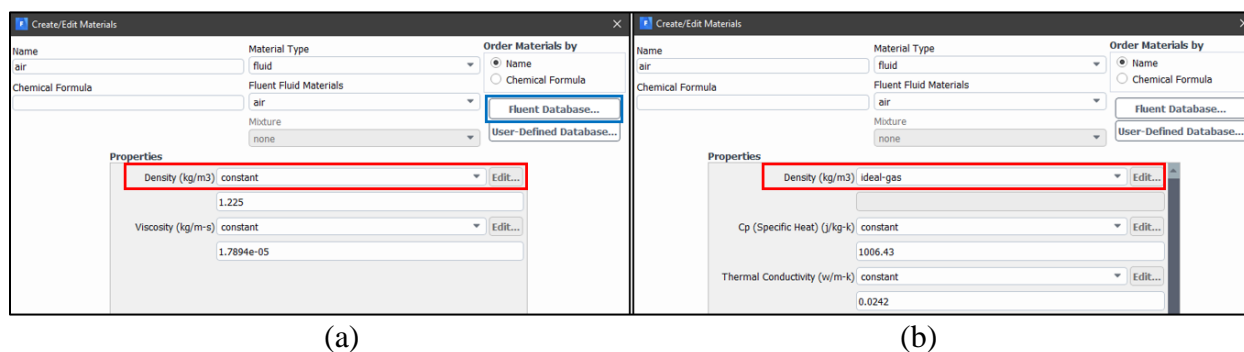 Create/Edit Materials
Name
Material Type
Order Materials by
air
fluid
Name
Chemical Formula
Chemical Formula
Fluent Fluid Materials
air
Fluent Database...
Mixture
none
User-Defined Database...
Properties
Density (kg/m3) constant Edit...
1.225
Viscosity (kg/m-s) constant Edit...
1.7894e-05
(a)
Create/Edit Materials
Name
Material Type
Order Materials by
air
fluid
Name
Chemical Formula
Chemical Formula
Fluent Fluid Materials
air
Fluent Database...
Mixture
none
User-Defined Database...
Properties
Density (kg/m3) ideal-gas Edit...
Cp (Specific Heat) (j/kg-k) constant Edit...
1006.43
Thermal Conductivity (w/m-k) constant Edit...
0.0242
(b)